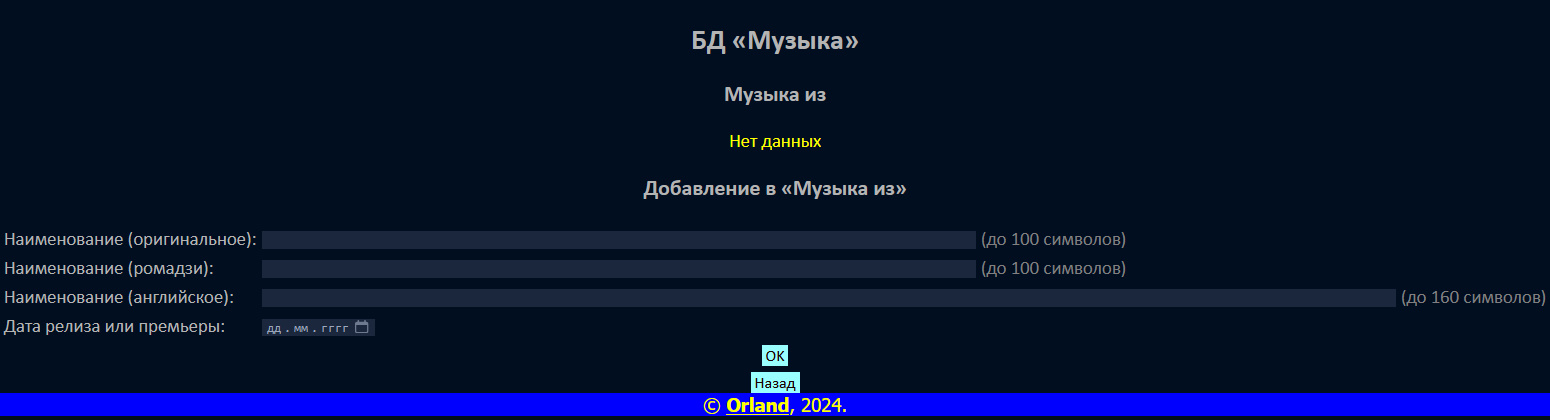 БД «Музыка»
Музыка из
Нет данных
Добавление в «Музыка из»
Наименование (оригинальное): (до 100 символов)
Наименование (ромадзи): (до 100 символов)
Наименование (английское): (до 160 символов)
Дата релиза или премьеры: дд.мм.гггг
OK
Назад
© Orland, 2024.